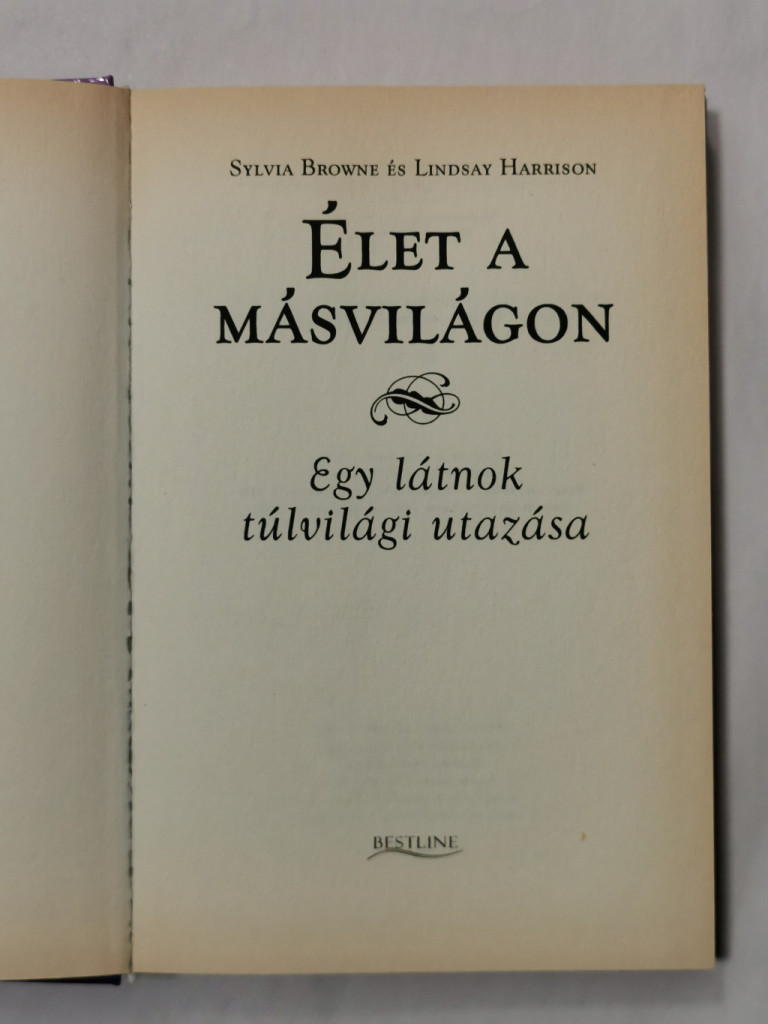 Sylvia Browne és Lindsay Harrison
Élet a
másvilágon
Egy látnok
túlvilági utazása
BESTLINE